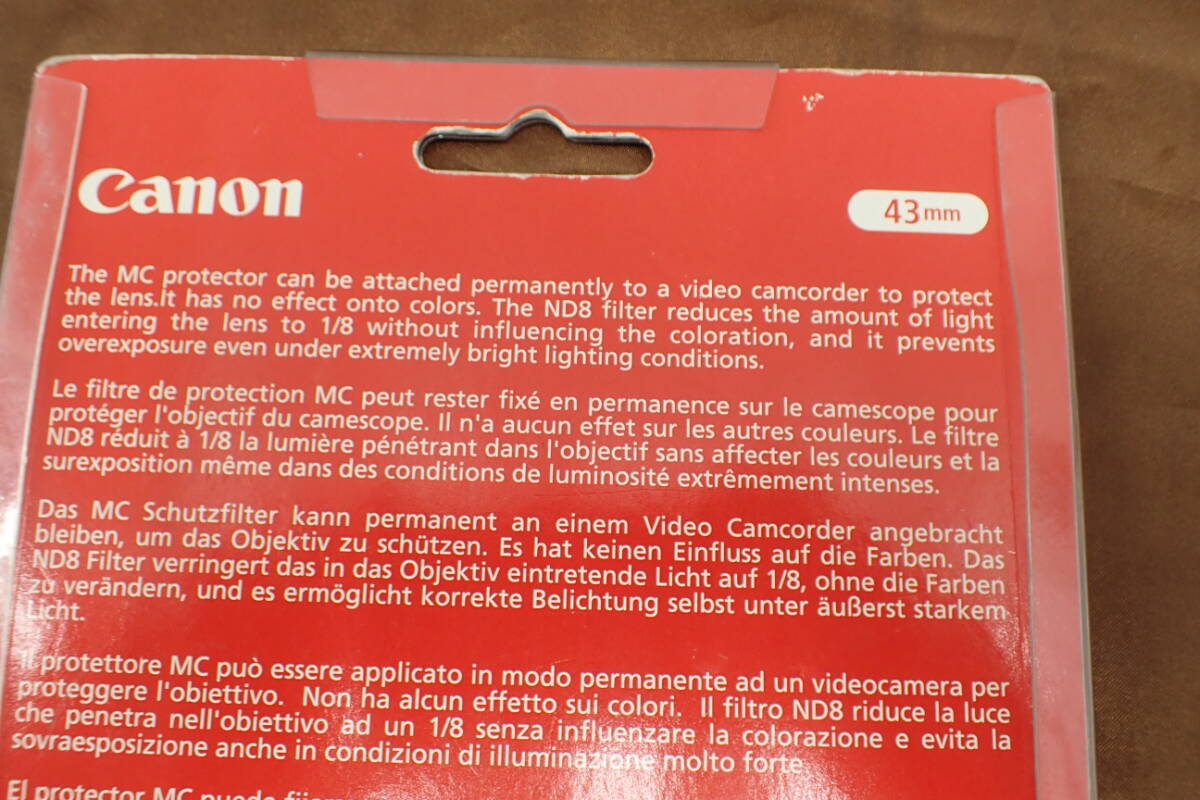 Canon
43mm
The MC protector can be attached permanently to a video camcorder to protect
the lens.It has no effect onto colors. The ND8 filter reduces the amount of light
entering the lens to 1/8 without influencing the coloration, and it prevents
overexposure even under extremely bright lighting conditions.
Le filtre de protection MC peut rester fixé en permanence sur le camescope pour
protéger l'objectif du camescope. Il n'a aucun effet sur les autres couleurs. Le filtre
ND8 réduit à 1/8 la lumière pénétrant dans l'objectif sans affecter les couleurs et la
surexposition même dans des conditions de luminosité extrêmement intenses.
Das MC Schutzfilter kann permanent an einem Video Camcorder angebracht
bleiben, um das Objektiv zu schützen. Es hat keinen Einfluss auf die Farben. Das
ND8 Filter verringert das in das Objektiv eintretende Licht auf 1/8, ohne die Farben
zu verändern, und es ermöglicht korrekte Belichtung selbst unter äußerst starkem
Licht.
Il protettore MC può essere applicato in modo permanente ad un videocamera per
proteggere l'obiettivo. Non ha alcun effetto sui colori. Il filtro ND8 riduce la luce
che penetra nell'obiettivo ad un 1/8 senza influenzare la colorazione e evita la
sovraesposizione anche in condizioni di illuminazione molto forte
El protector MC puede